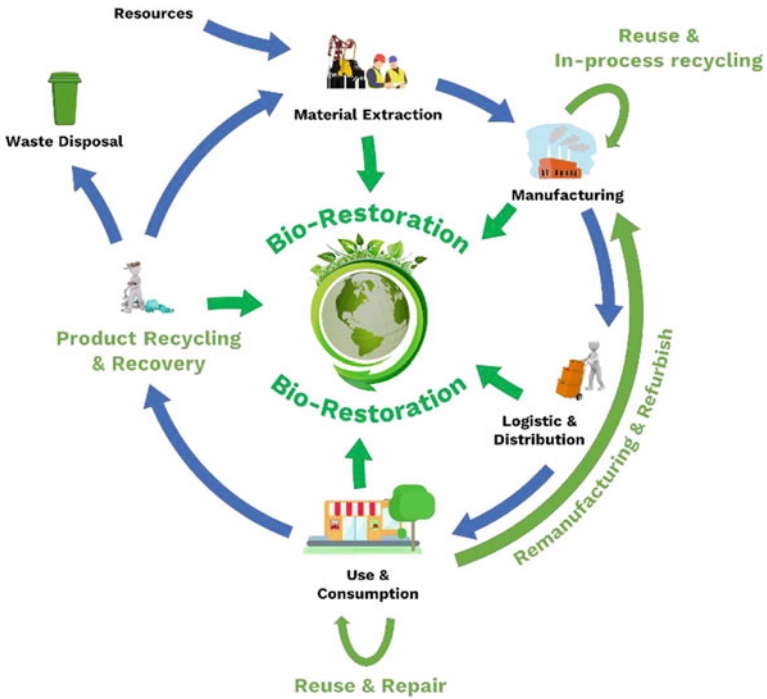 Resources
Reuse &
In-process recycling
Material Extraction
Waste Disposal
Manufacturing
Bio-Restoration
Product Recycling
& Recovery
Bio-Restoration
Logistic &
Distribution
Remanufacturing & Refurbish
Use &
Consumption
Reuse & Repair